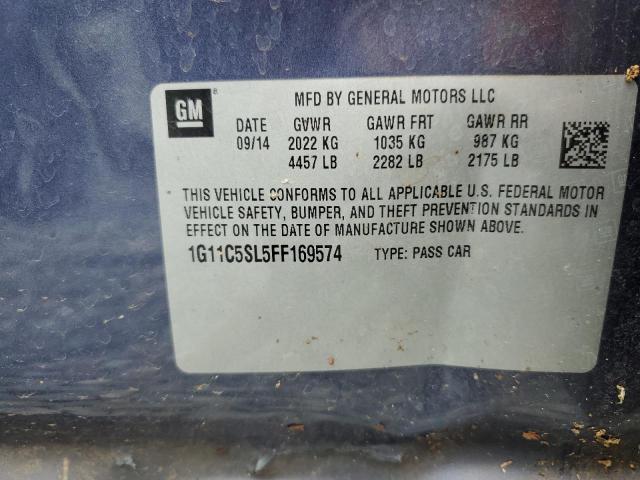 GM ® MFD BY GENERAL MOTORS LLC
DATE GVWR GAWR FRT GAWR RR
09/14 2022 KG 1035 KG 987 KG
4457 LB 2282 LB 2175 LB
THIS VEHICLE CONFORMS TO ALL APPLICABLE U.S. FEDERAL MOTOR
VEHICLE SAFETY, BUMPER, AND THEFT PREVENTION STANDARDS IN
EFFECT ON THE DATE OF MANUFACTURE SHOWN ABOVE.
1G11C5SL5FF169574 TYPE: PASS CAR